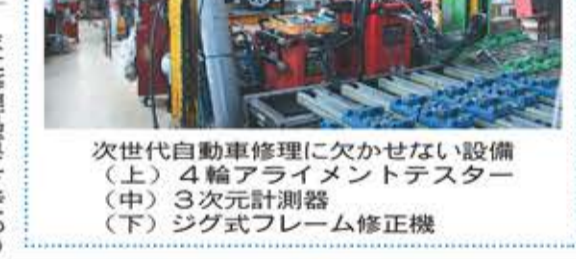 次世代自動車修理に欠かせない設備
（上）４輪アライメントテスター
（中）３次元計測器
（下）ジグ式フレーム修正機